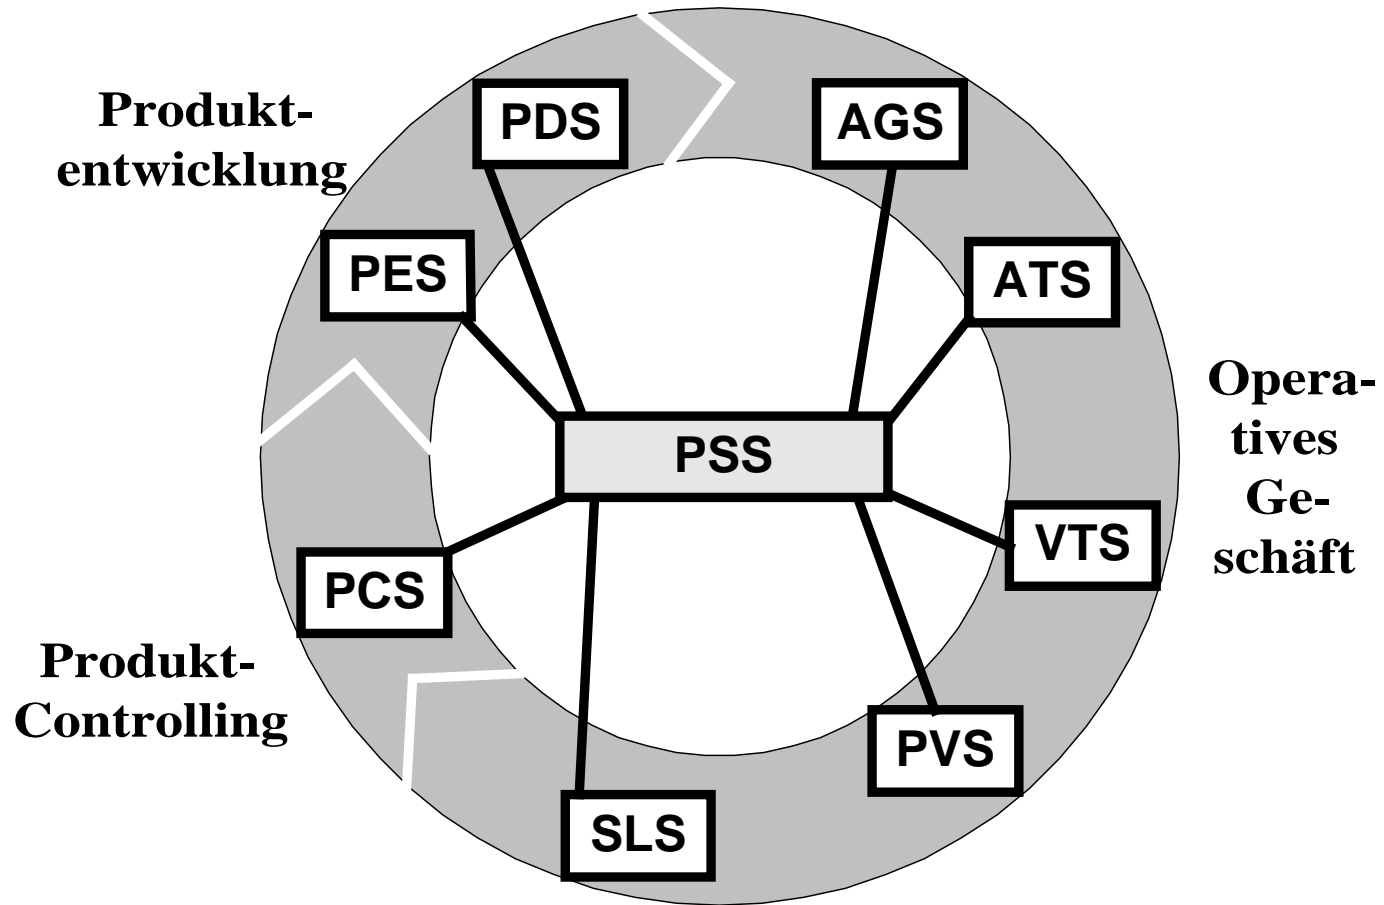 Produkt-
entwicklung
PDS
AGS
PES
ATS
PSS
Opera-
tives
Ge-
schäft
VTS
PCS
Produkt-
Controlling
PVS
SLS